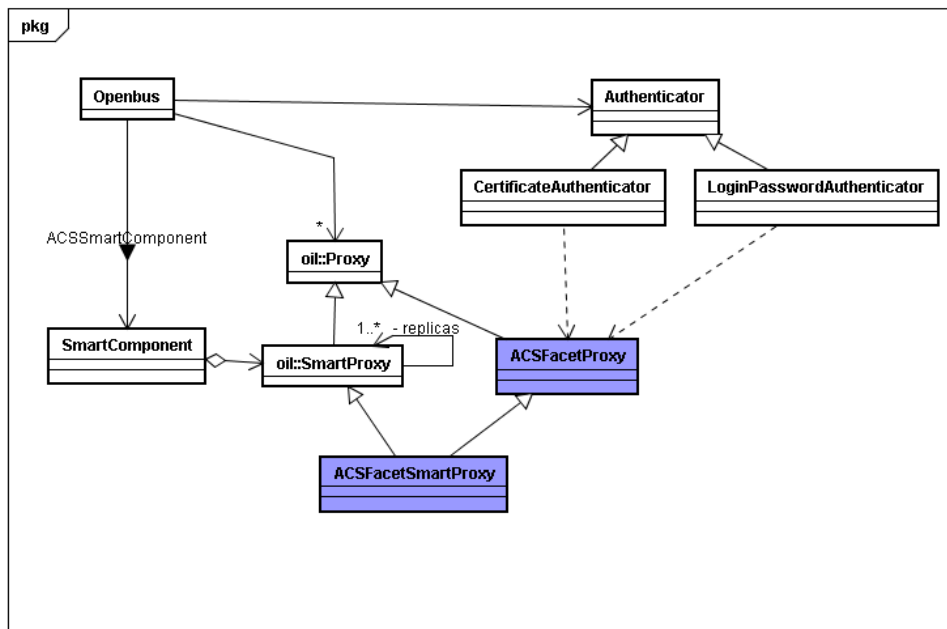 pkg
Openbus
Authenticator
CertificateAuthenticator
LoginPasswordAuthenticator
ACSSmartComponent
*
oil::Proxy
1..* - replicas
SmartComponent
oil::SmartProxy
ACSFacetProxy
ACSFacetSmartProxy